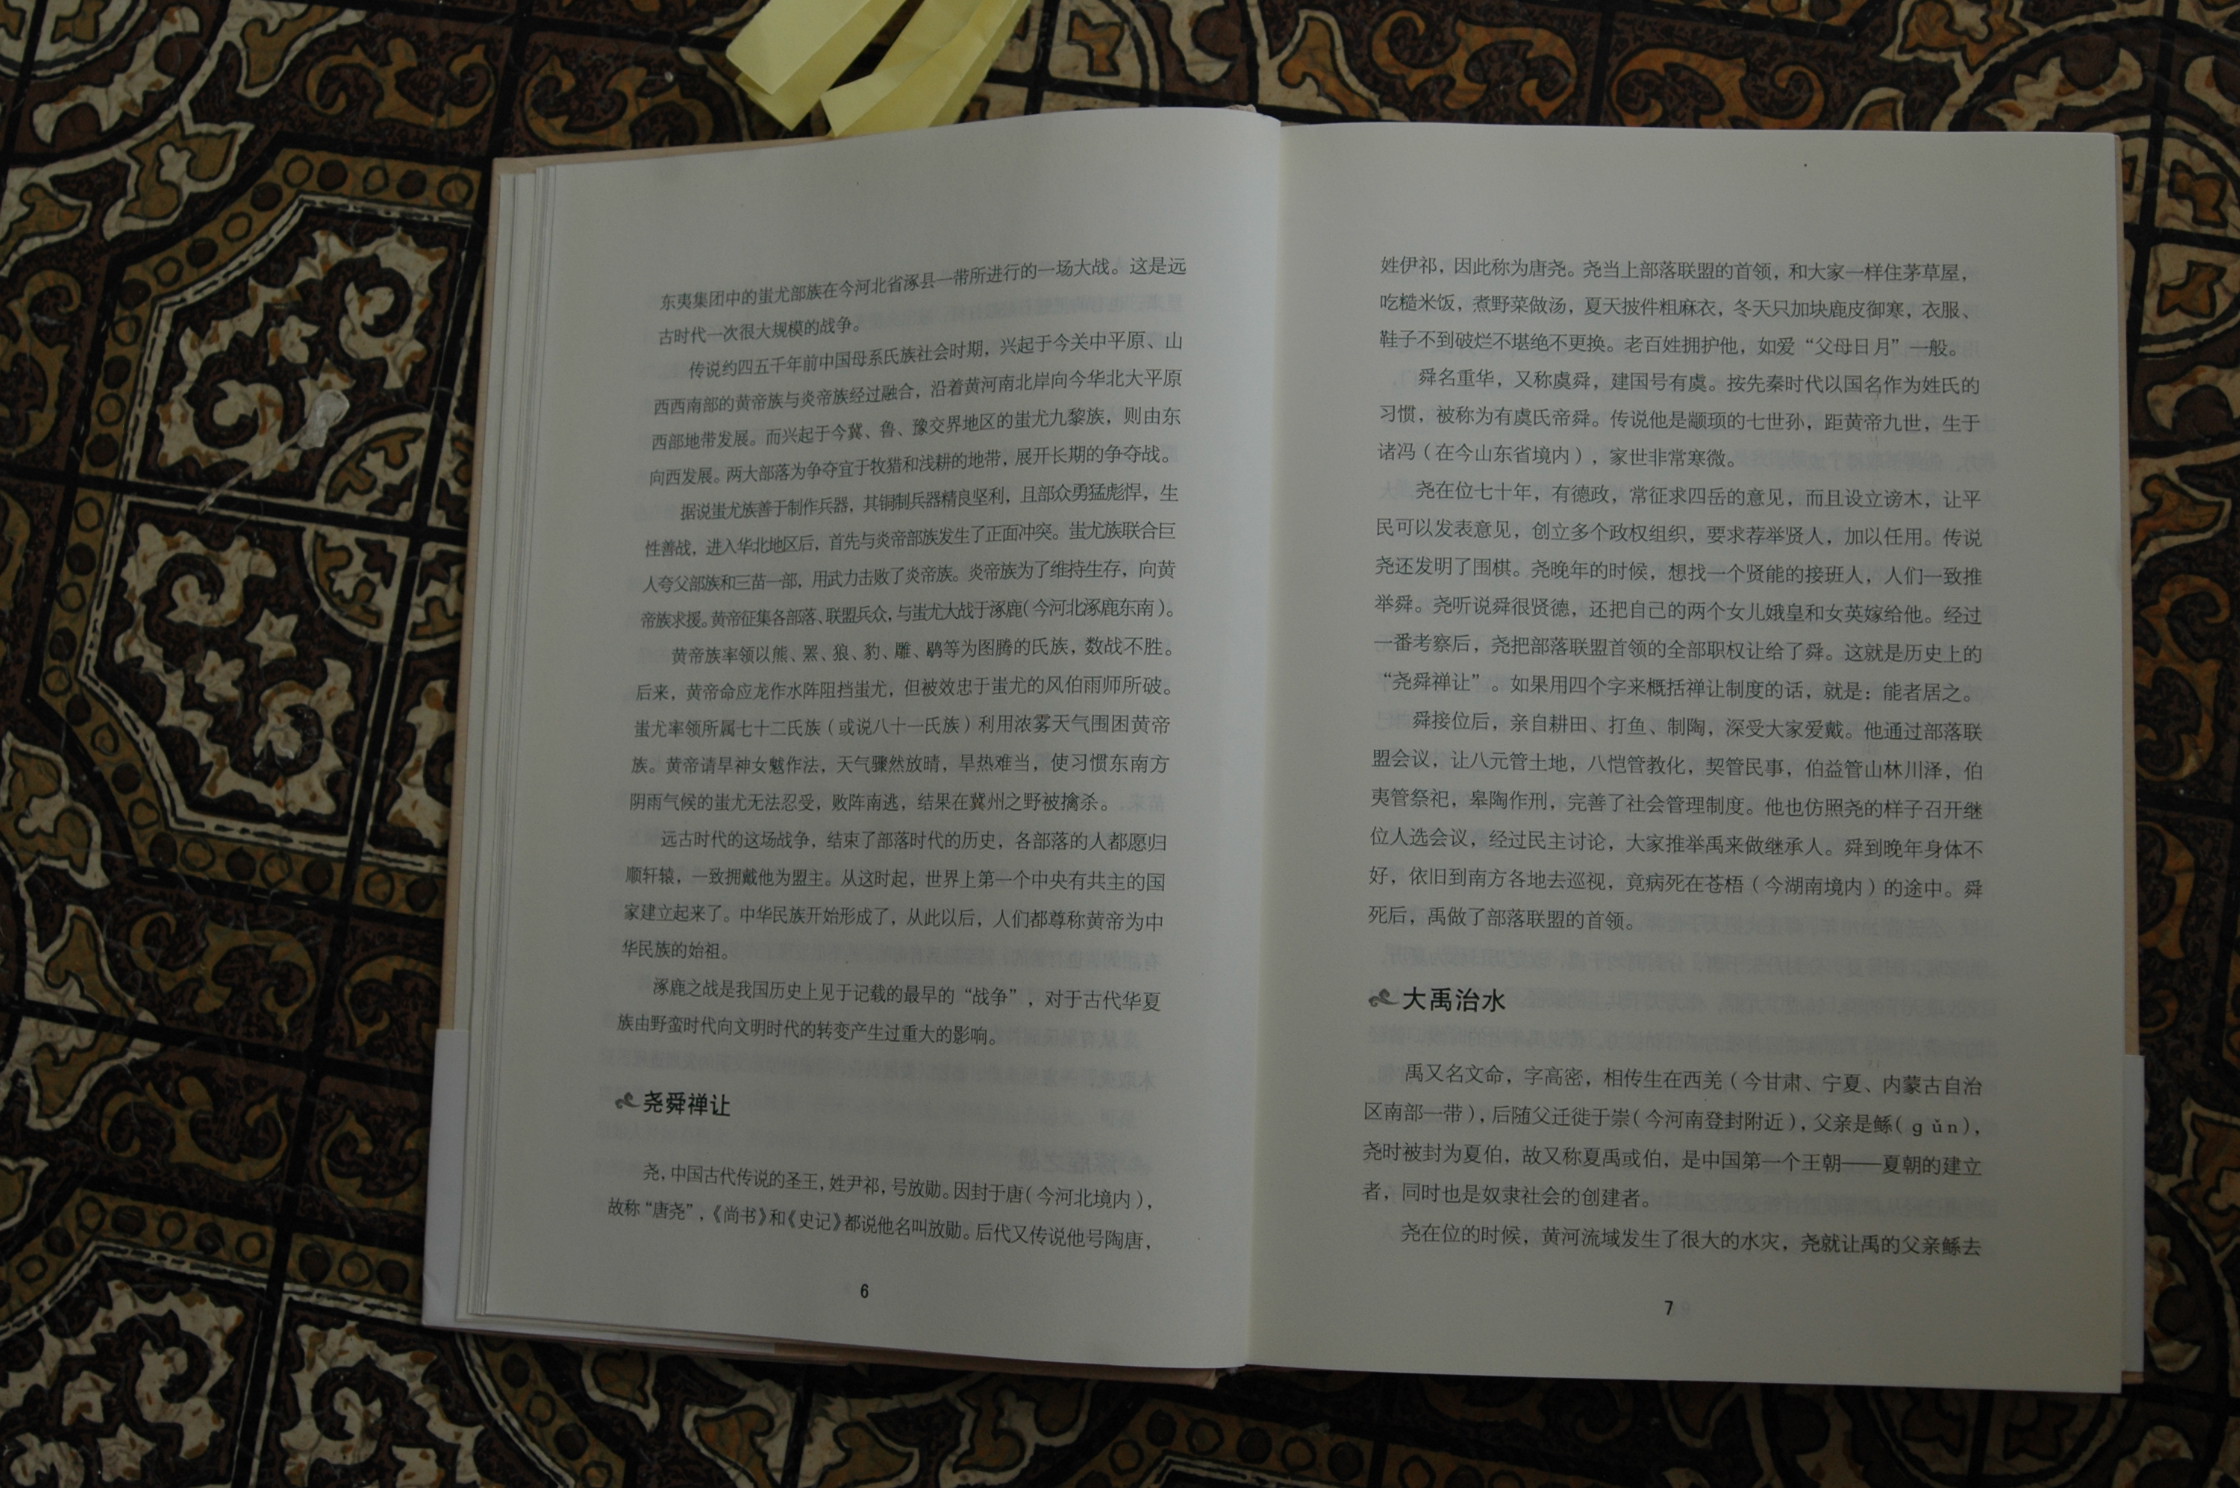 东夷集团中的蚩尤部族在今河北省涿县一带所进行的一场大战。这是远
古时代一次很大规模的战争。
传说约四五千年前中国母系氏族社会时期，兴起于今关中平原、山
西西南部的黄帝族与炎帝族经过融合，沿着黄河南北岸向今华北大平原
西部地带发展。而兴起于今冀、鲁、豫交界地区的蚩尤九黎族，则由东
向西发展。两大部落为争夺宜于牧猎和浅耕的地带，展开长期的争夺战。
据说蚩尤族善于制作兵器，其铜制兵器精良坚利，且部众勇猛彪悍，生
性善战，进入华北地区后，首先与炎帝部族发生了正面冲突。蚩尤族联合巨
人夸父部族和三苗一部，用武力击败了炎帝族。炎帝族为了维持生存，向黄
帝族求援。黄帝征集各部落、联盟兵众，与蚩尤大战于涿鹿（今河北涿鹿东南）。
黄帝族率领以熊、罴、狼、豹、雕、鹖等为图腾的氏族，数战不胜。
后来，黄帝命应龙作水阵阻挡蚩尤，但被效忠于蚩尤的风伯雨师所破。
蚩尤率领所属七十二氏族（或说八十一氏族）利用浓雾天气围困黄帝
族。黄帝请旱神女魃作法，天气骤然放晴，旱热难当，使习惯东南方
阴雨气候的蚩尤无法忍受，败阵南逃，结果在冀州之野被擒杀。
远古时代的这场战争，结束了部落时代的历史，各部落的人都愿归
顺轩辕，一致拥戴他为盟主。从这时起，世界上第一个中央有共主的国
家建立起来了。中华民族开始形成了，从此以后，人们都尊称黄帝为中
华民族的始祖。
涿鹿之战是我国历史上见于记载的最早的“战争”，对于古代华夏
族由野蛮时代向文明时代的转变产生过重大的影响。
尧舜禅让
尧，中国古代传说的圣王，姓尹祁，号放勋。因封于唐（今河北境内），
故称“唐尧”，《尚书》和《史记》都说他名叫放勋。后代又传说他号陶唐，
6
姓伊祁，因此称为唐尧。尧当上部落联盟的首领，和大家一样住茅草屋，
吃糙米饭，煮野菜做汤，夏天披件粗麻衣，冬天只加块鹿皮御寒，衣服、
鞋子不到破烂不堪绝不更换。老百姓拥护他，如爱“父母日月”一般。
舜名重华，又称虞舜，建国号有虞。按先秦时代以国名作为姓氏的
习惯，被称为有虞氏帝舜。传说他是颛顼的七世孙，距黄帝九世，生于
诸冯（在今山东省境内），家世非常寒微。
尧在位七十年，有德政，常征求四岳的意见，而且设立谤木，让平
民可以发表意见，创立多个政权组织，要求荐举贤人，加以任用。传说
尧还发明了围棋。尧晚年的时候，想找一个贤能的接班人，人们一致推
举舜。尧听说舜很贤德，还把自己的两个女儿娥皇和女英嫁给他。经过
一番考察后，尧把部落联盟首领的全部职权让给了舜。这就是历史上的
“尧舜禅让”。如果用四个字来概括禅让制度的话，就是：能者居之。
舜接位后，亲自耕田、打鱼、制陶，深受大家爱戴。他通过部落联
盟会议，让八元管土地，八恺管教化，契管民事，伯益管山林川泽，伯
夷管祭祀，皋陶作刑，完善了社会管理制度。他也仿照尧的样子召开继
位人选会议，经过民主讨论，大家推举禹来做继承人。舜到晚年身体不
好，依旧到南方各地去巡视，竟病死在苍梧（今湖南境内）的途中。舜
死后，禹做了部落联盟的首领。
大禹治水
禹又名文命，字高密，相传生在西羌（今甘肃、宁夏、内蒙古自治
区南部一带），后随父迁徙于崇（今河南登封附近），父亲是鲧（gǔn），
尧时被封为夏伯，故又称夏禹或伯，是中国第一个王朝——夏朝的建立
者，同时也是奴隶社会的创建者。
尧在位的时候，黄河流域发生了很大的水灾，尧就让禹的父亲鲧去
7